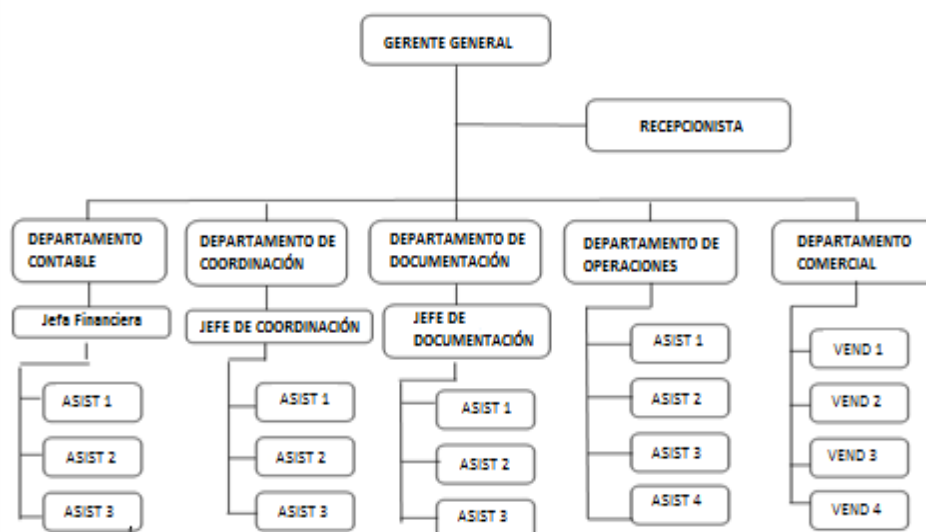 GERENTE GENERAL
RECEPCIONISTA
DEPARTAMENTO
CONTABLE
DEPARTAMENTO DE
COORDINACIÓN
DEPARTAMENTO DE
DOCUMENTACIÓN
DEPARTAMENTO DE
OPERACIONES
DEPARTAMENTO
COMERCIAL
Jefa Financiera
JEFE DE COORDINACIÓN
JEFE DE
DOCUMENTACIÓN
ASIST 1
ASIST 2
ASIST 3
ASIST 1
ASIST 2
ASIST 3
ASIST 1
ASIST 2
ASIST 3
ASIST 1
ASIST 2
ASIST 3
ASIST 4
VEND 1
VEND 2
VEND 3
VEND 4